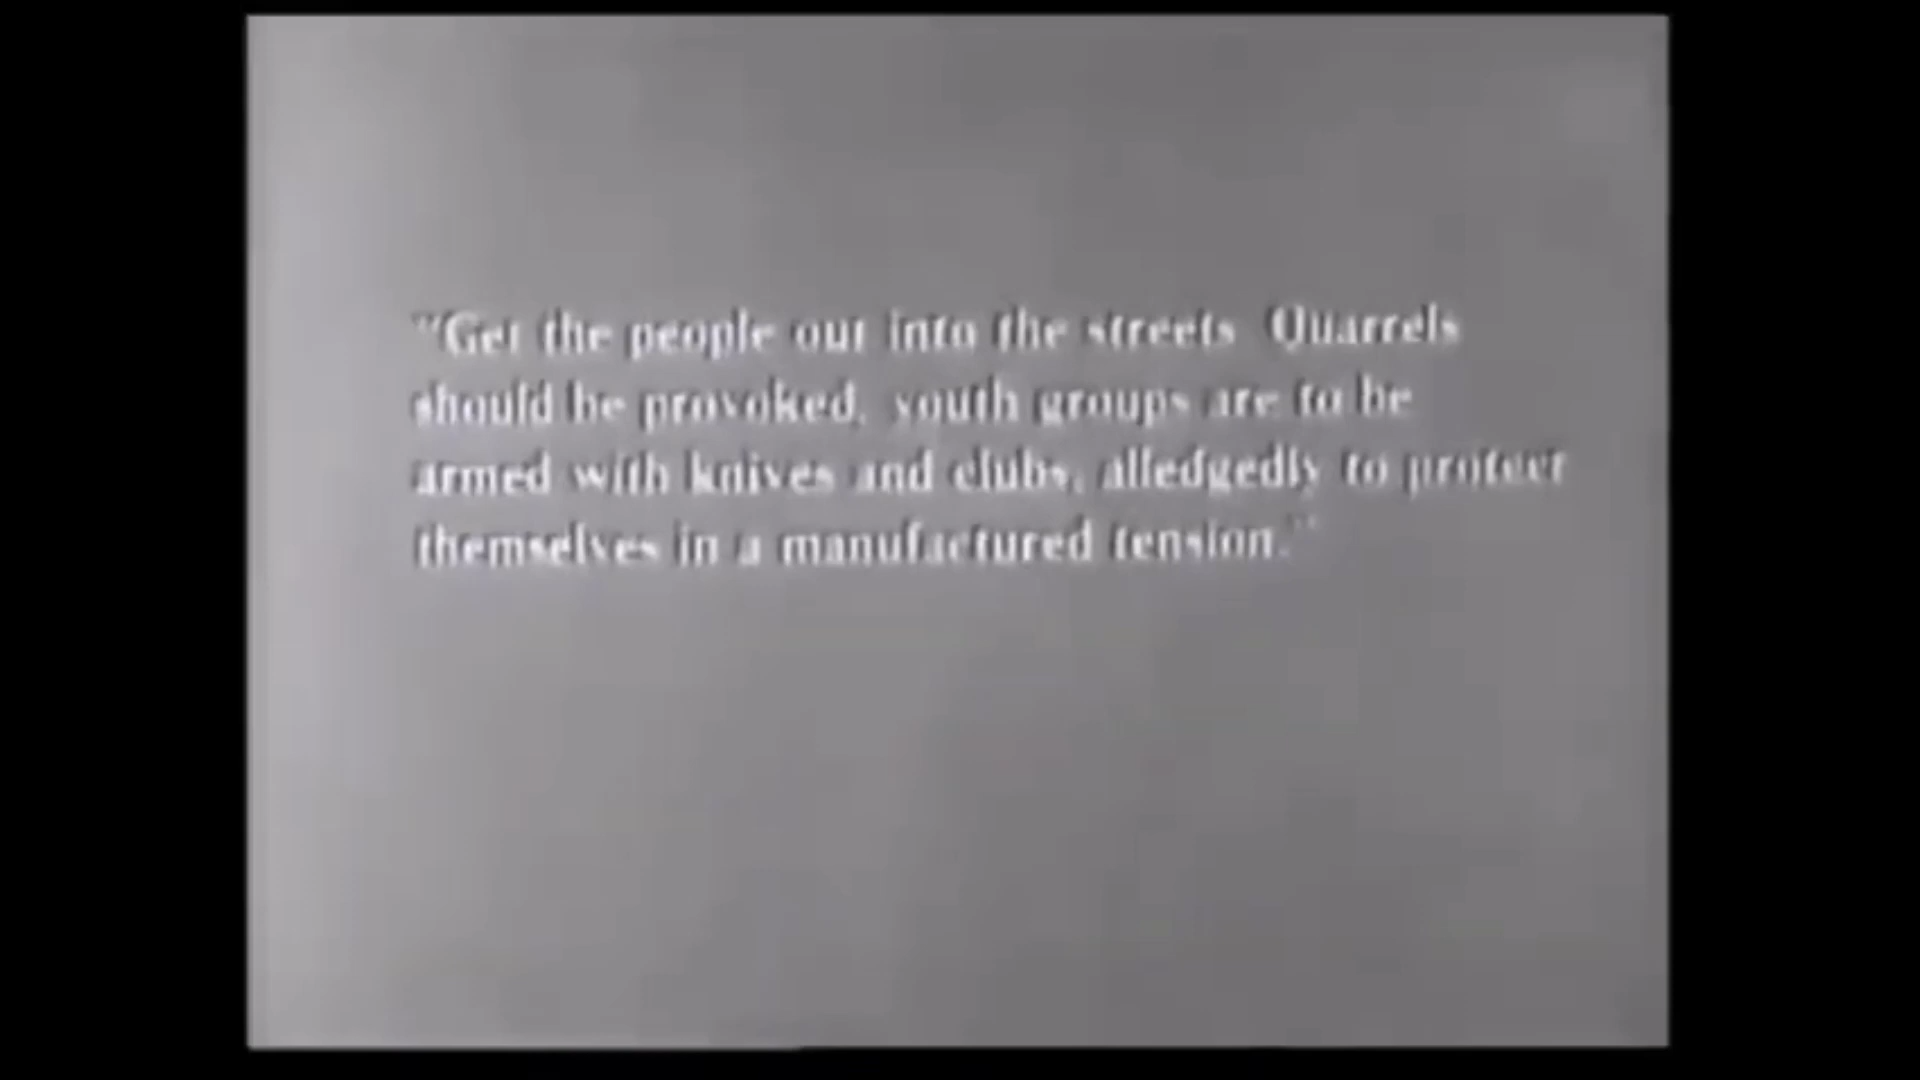 "Get the people out into the streets Quarrels
should be provoked, youth groups are to be
armed with knives and clubs, alledgedly to protect
themselves in a manufactured tension."